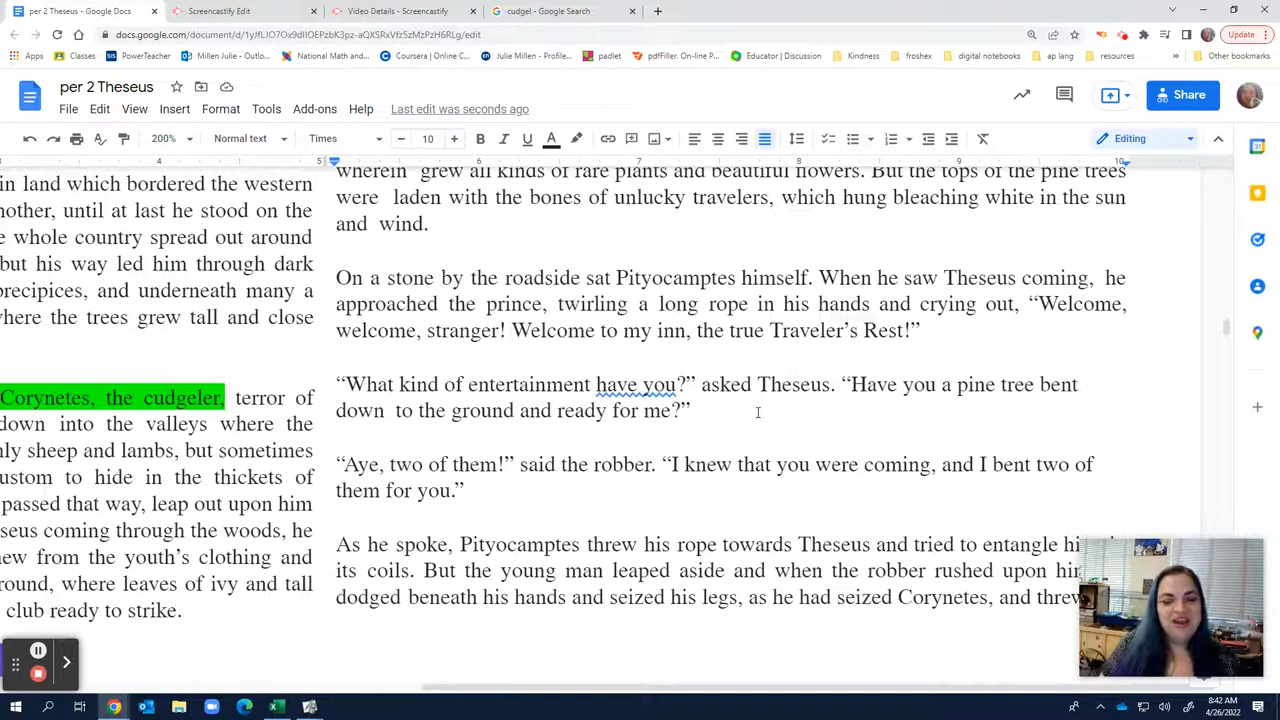 per 2 Theseus - Google Docs
Screencastify Edit
Video Details - Screencastify
cudgel - Google Search
docs.google.com/document/d/1yJfLJO7Ox9dIIOEPzbK3pz-aQXSRxVfz5zMzPzH6RLg/edit
Update
Apps
Classes
PowerTeacher
Millen Julie - Outlo...
National Math and...
Coursera | Online C...
Julie Millen :: Profile...
padlet
pdfFiller. On-line P...
Educator | Discovery
Kindness
froshex
digital notebooks
ap lang
resources
Other bookmarks
per 2 Theseus
File Edit View Insert Format Tools Add-ons Help Last edit was seconds ago
Share
200% Normal text Times 10 Editing
4 5 6 7 8 9 10
in land which bordered the western
nother, until at last he stood on the
e whole country spread out around
but his way led him through dark
precipices, and underneath many a
where the trees grew tall and close
Corynetes, the cudgeler, terror of
down into the valleys where the
nly sheep and lambs, but sometimes
ustom to hide in the thickets of
passed that way, leap out upon him
seus coming through the woods, he
new from the youth's clothing and
round, where leaves of ivy and tall
club ready to strike.
wherein grew all kinds of rare plants and beautiful flowers. But the tops of the pine trees
were laden with the bones of unlucky travelers, which hung bleaching white in the sun
and wind.
On a stone by the roadside sat Pityocamptes himself. When he saw Theseus coming, he
approached the prince, twirling a long rope in his hands and crying out, “Welcome,
welcome, stranger! Welcome to my inn, the true Traveler’s Rest!”
“What kind of entertainment have you?” asked Theseus. “Have you a pine tree bent
down to the ground and ready for me?”
“Aye, two of them!” said the robber. “I knew that you were coming, and I bent two of
them for you.”
As he spoke, Pityocamptes threw his rope towards Theseus and tried to entangle
its coils. But the young man leaped aside and when the robber rushed upon
dodged beneath his hands and seized his legs, as he had seized Corynetes, and threw
8:42 AM
4/26/2022